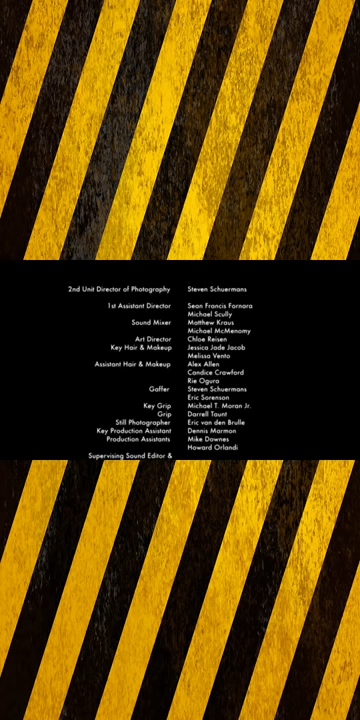 2nd Unit Director of Photography Steven Schuermans
1st Assistant Director Sean Francis Fornara
Michael Scully
Sound Mixer Matthew Kraus
Michael McMenomy
Art Director Chloe Reisen
Key Hair & Makeup Jessica Jade Jacob
Melissa Vento
Assistant Hair & Makeup Alex Allen
Candice Crawford
Rie Ogura
Gaffer Steven Schuermans
Eric Sorenson
Key Grip Michael T. Moran Jr.
Grip Darrell Taunt
Still Photographer Eric van den Brulle
Key Production Assistant Dennis Marmon
Production Assistants Mike Downes
Howard Orlandi
Supervising Sound Editor &